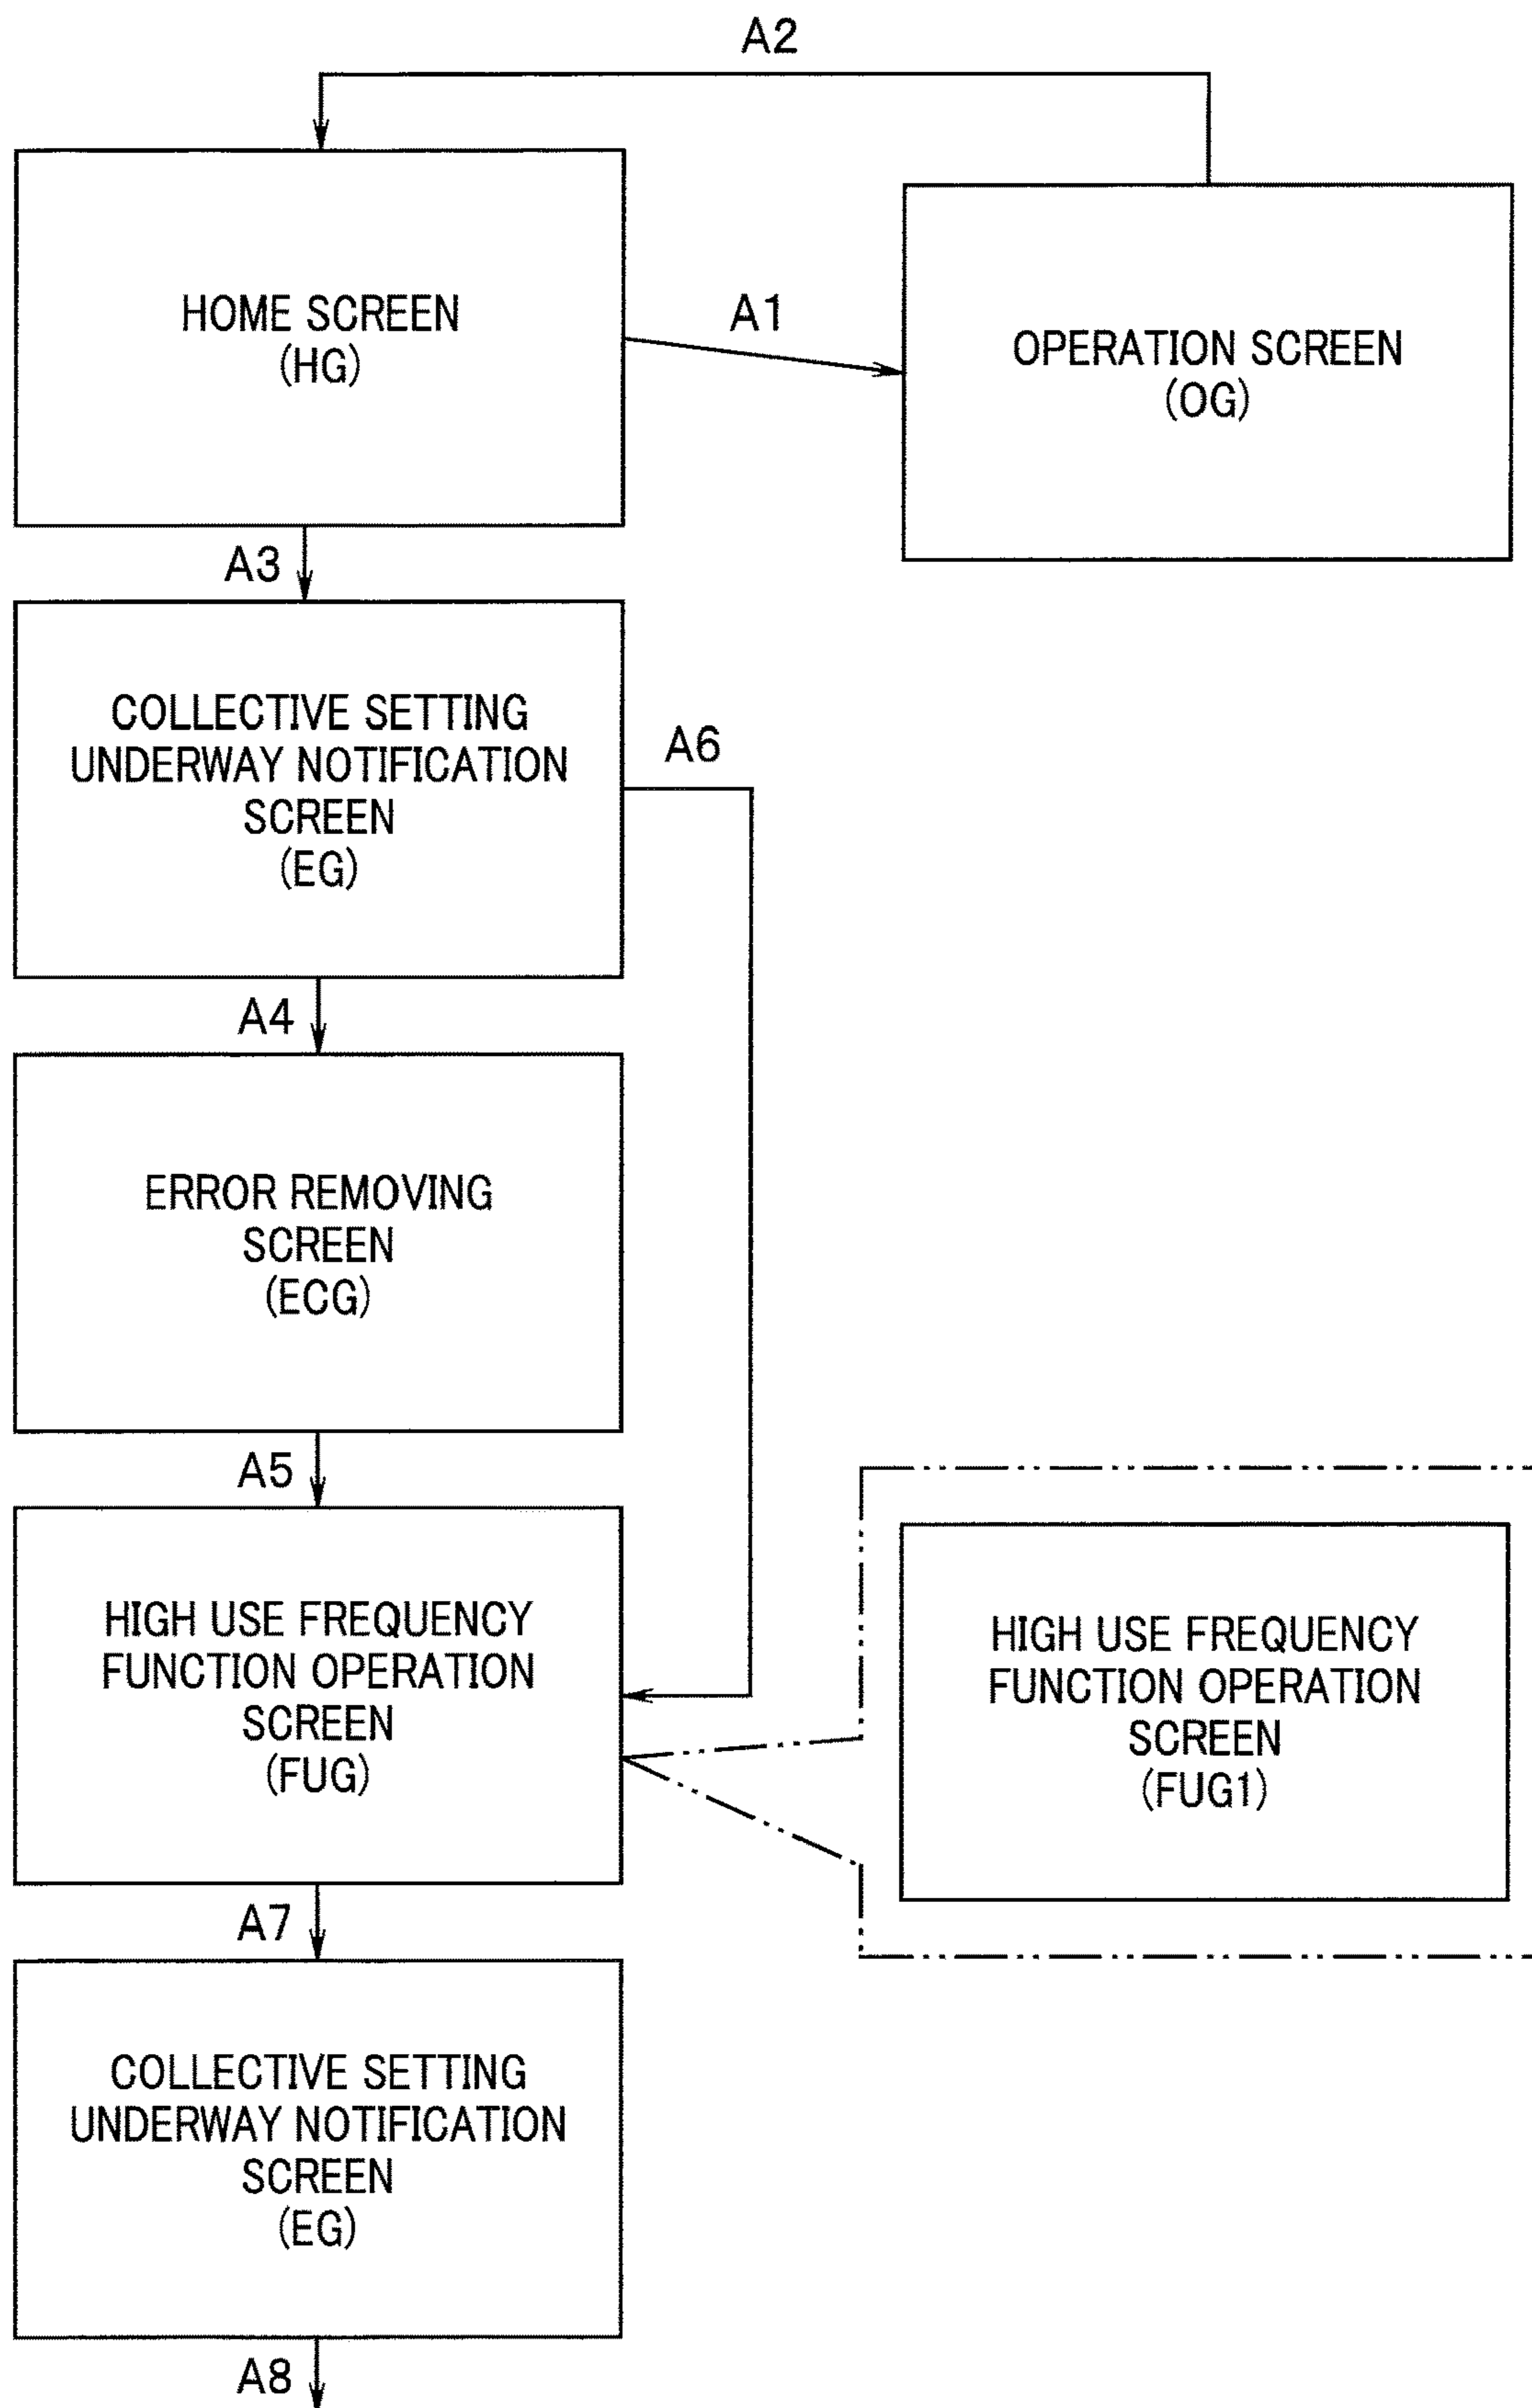 A2
HOME SCREEN
(HG)
A1
OPERATION SCREEN
(OG)
A3
COLLECTIVE SETTING
UNDERWAY NOTIFICATION
SCREEN
(EG)
A6
A4
ERROR REMOVING
SCREEN
(ECG)
A5
HIGH USE FREQUENCY
FUNCTION OPERATION
SCREEN
(FUG)
HIGH USE FREQUENCY
FUNCTION OPERATION
SCREEN
(FUG1)
A7
COLLECTIVE SETTING
UNDERWAY NOTIFICATION
SCREEN
(EG)
A8